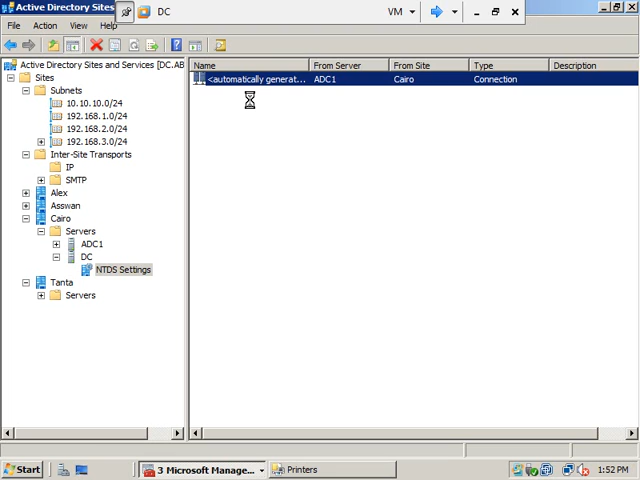 Active Directory Sites
DC
VM
File Action View Help
Active Directory Sites and Services [DC.AB
Sites
Subnets
10.10.10.0/24
192.168.1.0/24
192.168.2.0/24
192.168.3.0/24
Inter-Site Transports
IP
SMTP
Alex
Asswan
Cairo
Servers
ADC1
DC
NTDS Settings
Tanta
Servers
Name From Server From Site Type Description
<automatically generat... ADC1 Cairo Connection
Start
3 Microsoft Manage...
Printers
1:52 PM